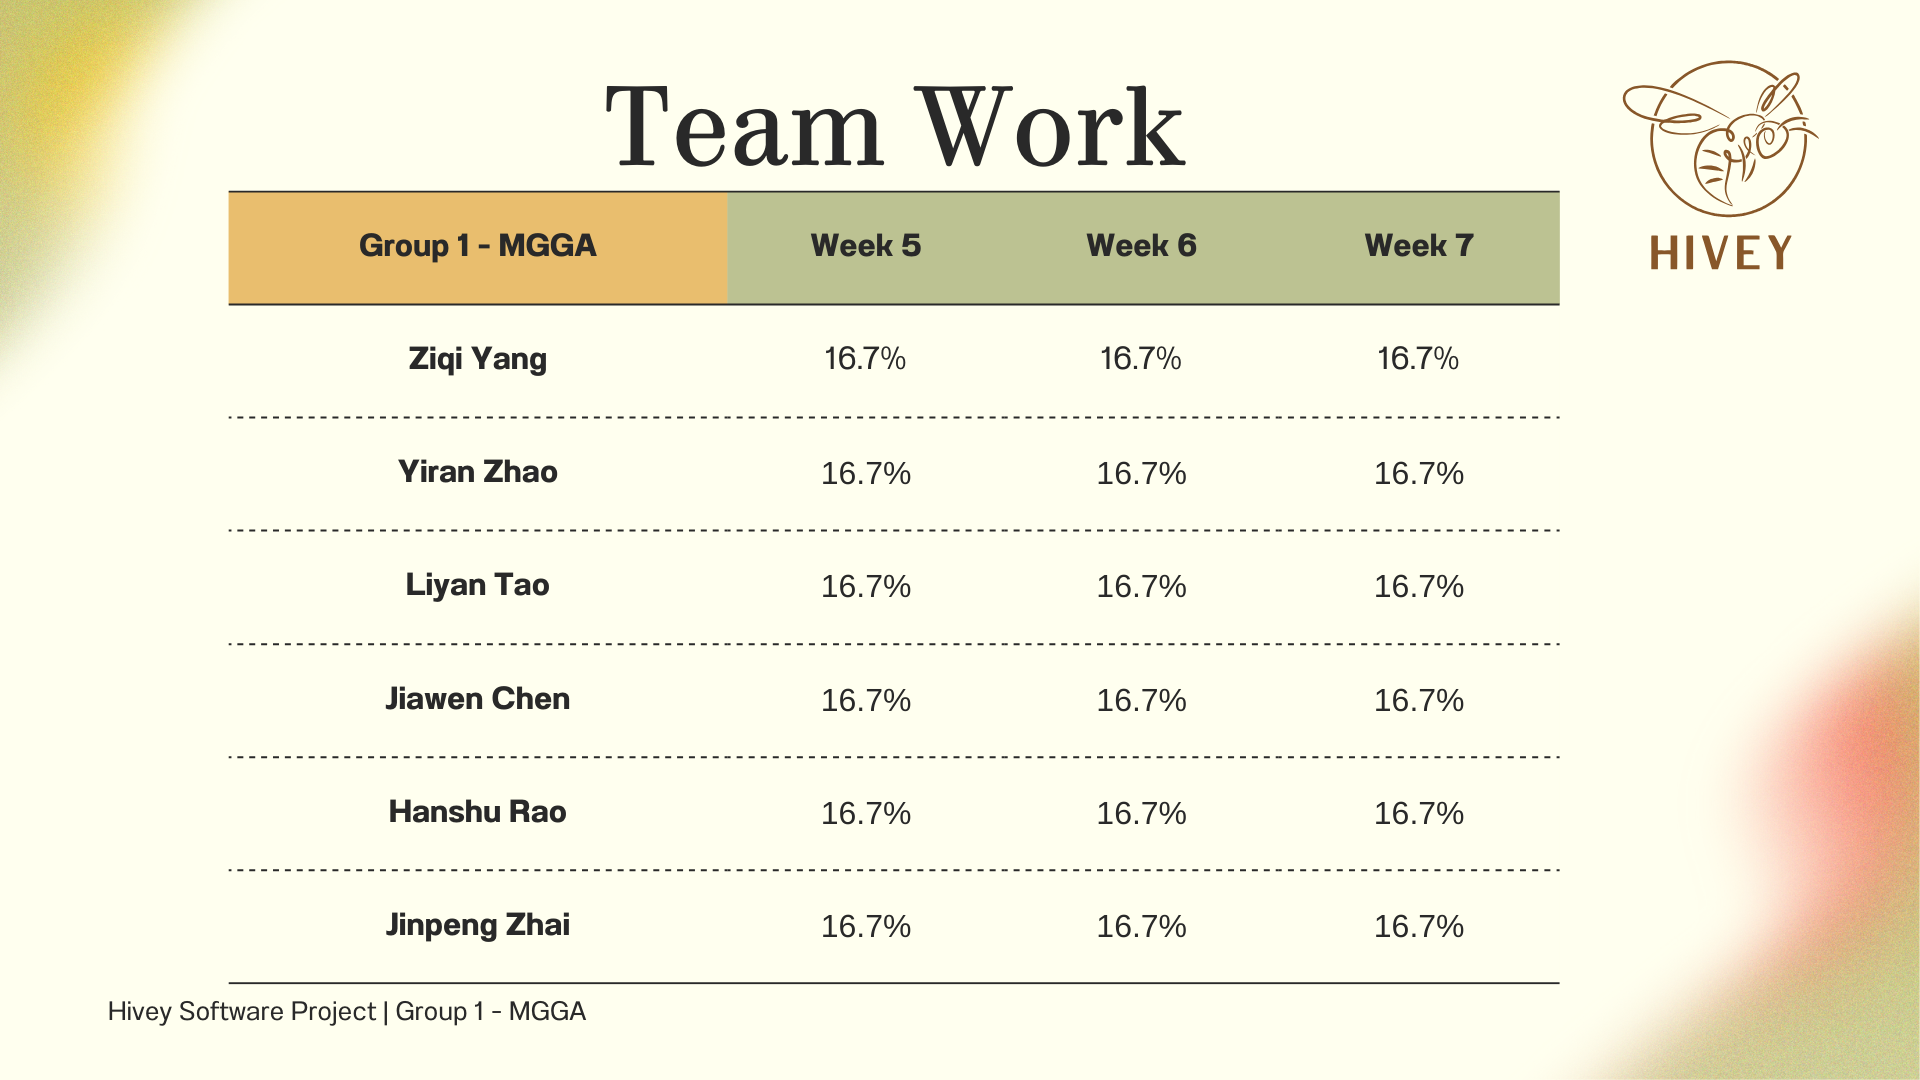 Team Work
HIVEY
Group 1 - MGGA Week 5 Week 6 Week 7
Ziqi Yang 16.7% 16.7% 16.7%
Yiran Zhao 16.7% 16.7% 16.7%
Liyan Tao 16.7% 16.7% 16.7%
Jiawen Chen 16.7% 16.7% 16.7%
Hanshu Rao 16.7% 16.7% 16.7%
Jinpeng Zhai 16.7% 16.7% 16.7%
Hivey Software Project | Group 1 - MGGA